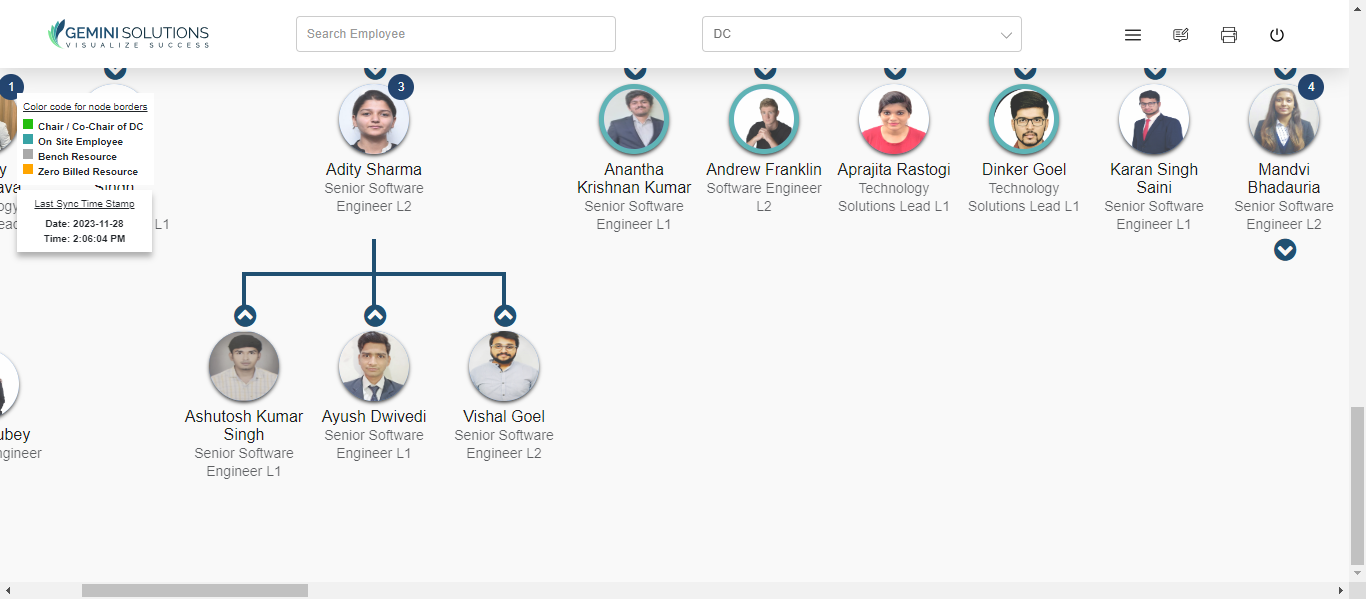 GEMINI SOLUTIONS
VISUALIZE SUCCESS
Search Employee
DC
1
Color code for node borders
Chair / Co-Chair of DC
On Site Employee
Bench Resource
Zero Billed Resource
Singh
L1
Last Sync Time Stamp
Date: 2023-11-28
Time: 2:06:04 PM
3
Adity Sharma
Senior Software
Engineer L2
Anantha
Krishnan Kumar
Senior Software
Engineer L1
Andrew Franklin
Software Engineer
L2
Aprajita Rastogi
Technology
Solutions Lead L1
Dinker Goel
Technology
Solutions Lead L1
Karan Singh
Saini
Senior Software
Engineer L1
4
Mandvi
Bhadauria
Senior Software
Engineer L2
ubey
ngineer
Ashutosh Kumar
Singh
Senior Software
Engineer L1
Ayush Dwivedi
Senior Software
Engineer L1
Vishal Goel
Senior Software
Engineer L2